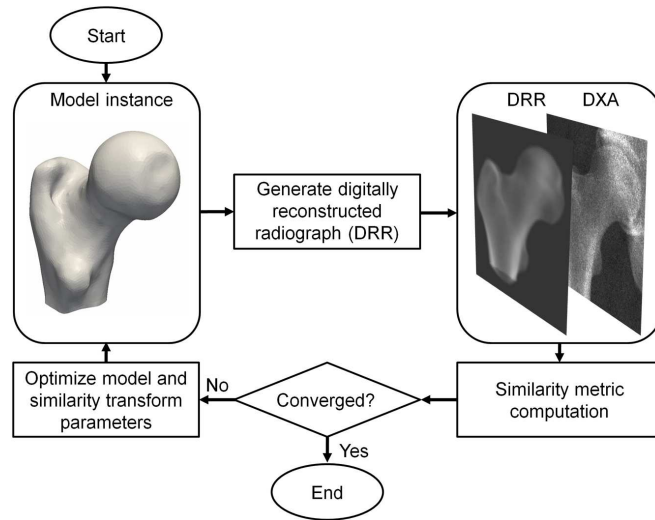 Start
Model instance
Generate digitally
reconstructed
radiograph (DRR)
DRR
DXA
Similarity metric
computation
Converged?
No
Optimize model and
similarity transform
parameters
Yes
End